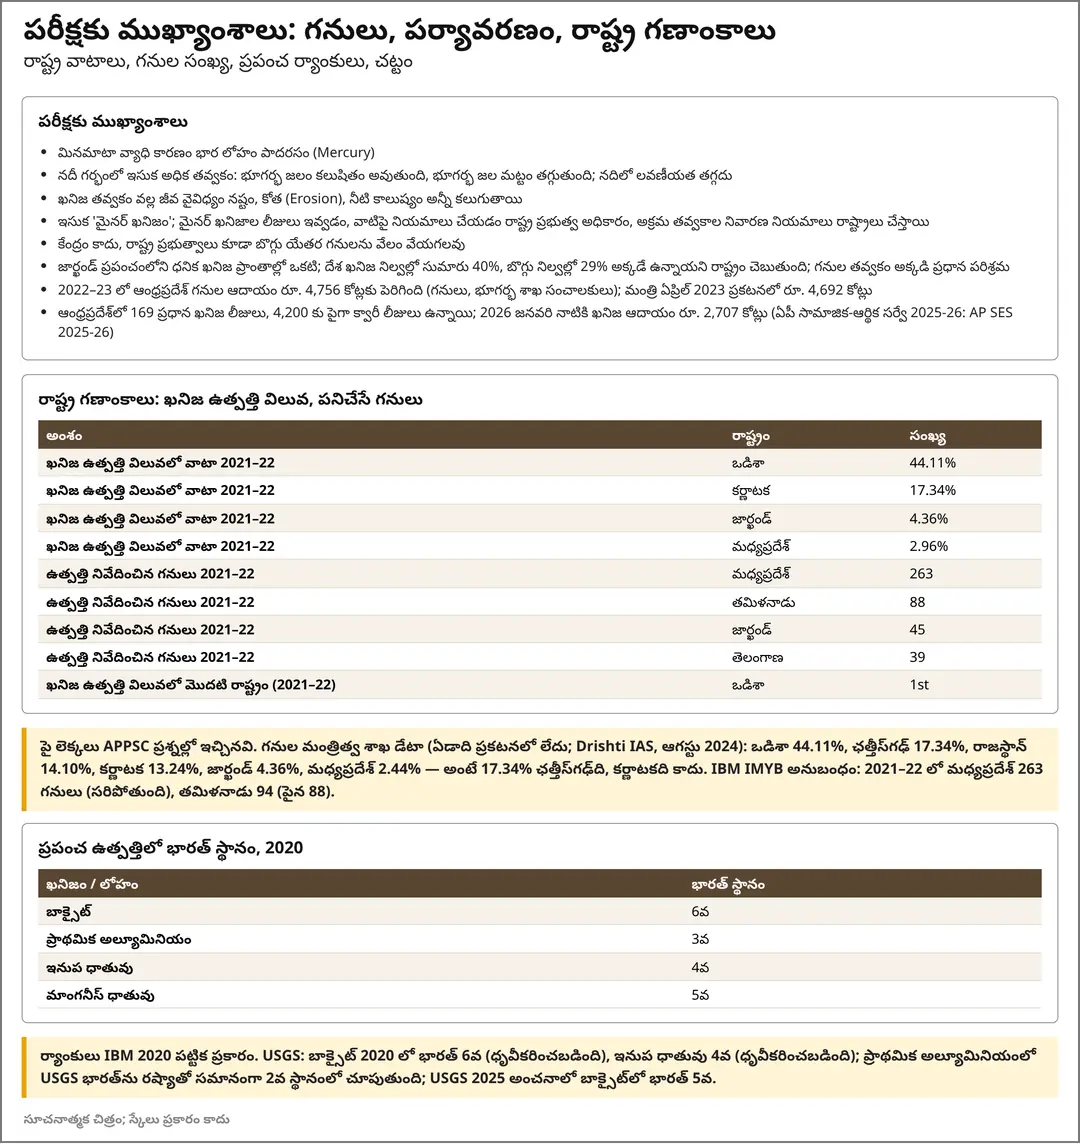 పరీక్షకు ముఖ్యాంశాలు: గనులు, పర్యావరణం, రాష్ట్ర గణాంకాలు
రాష్ట్ర వాటాలు, గనుల సంఖ్య, ప్రపంచ ర్యాంకులు, చట్టం
పరీక్షకు ముఖ్యాంశాలు
• మినమాటా వ్యాధి కారణం భార లోహం పాదరసం (Mercury)
• నదీ గర్భంలో ఇసుక అధిక తవ్వకం: భూగర్భ జలం కలుషితం అవుతుంది, భూగర్భ జల మట్టం తగ్గుతుంది; నదిలో లవణీయత తగ్గదు
• ఖనిజ తవ్వకం వల్ల జీవ వైవిధ్యం నష్టం, కోత (Erosion), నీటి కాలుష్యం అన్నీ కలుగుతాయి
• ఇసుక 'మైనర్ ఖనిజం'; మైనర్ ఖనిజాల లీజులు ఇవ్వడం, వాటిపై నియమాలు చేయడం రాష్ట్ర ప్రభుత్వ అధికారం, అక్రమ తవ్వకాల నివారణ నియమాలు రాష్ట్రాలు చేస్తాయి
• కేంద్రం కాదు, రాష్ట్ర ప్రభుత్వాలు కూడా బొగ్గు యేతర గనులను వేలం వేయగలవు
• జార్ఖండ్ ప్రపంచంలోని ధనిక ఖనిజ ప్రాంతాల్లో ఒకటి; దేశ ఖనిజ నిల్వల్లో సుమారు 40%, బొగ్గు నిల్వల్లో 29% అక్కడే ఉన్నాయని రాష్ట్రం చెబుతుంది; గనుల తవ్వకం అక్కడి ప్రధాన పరిశ్రమ
• 2022–23 లో ఆంధ్రప్రదేశ్ గనుల ఆదాయం రూ. 4,756 కోట్లకు పెరిగింది (గనులు, భూగర్భ శాఖ సంచాలకులు); మంత్రి ఏప్రిల్ 2023 ప్రకటనలో రూ. 4,692 కోట్లు
• ఆంధ్రప్రదేశ్‌లో 169 ప్రధాన ఖనిజ లీజులు, 4,200 కు పైగా క్వారీ లీజులు ఉన్నాయి; 2026 జనవరి నాటికి ఖనిజ ఆదాయం రూ. 2,707 కోట్లు (ఏపీ సామాజిక-ఆర్థిక సర్వే 2025-26: AP SES
2025-26)
రాష్ట్ర గణాంకాలు: ఖనిజ ఉత్పత్తి విలువ, పనిచేసే గనులు
అంశం రాష్ట్రం సంఖ్య
ఖనిజ ఉత్పత్తి విలువలో వాటా 2021–22 ఒడిశా 44.11%
ఖనిజ ఉత్పత్తి విలువలో వాటా 2021–22 కర్ణాటక 17.34%
ఖనిజ ఉత్పత్తి విలువలో వాటా 2021–22 జార్ఖండ్ 4.36%
ఖనిజ ఉత్పత్తి విలువలో వాటా 2021–22 మధ్యప్రదేశ్ 2.96%
ఉత్పత్తి నివేదించిన గనులు 2021–22 మధ్యప్రదేశ్ 263
ఉత్పత్తి నివేదించిన గనులు 2021–22 తమిళనాడు 88
ఉత్పత్తి నివేదించిన గనులు 2021–22 జార్ఖండ్ 45
ఉత్పత్తి నివేదించిన గనులు 2021–22 తెలంగాణ 39
ఖనిజ ఉత్పత్తి విలువలో మొదటి రాష్ట్రం (2021–22) ఒడిశా 1st
పై లెక్కలు APPSC ప్రశ్నల్లో ఇచ్చినవి. గనుల మంత్రిత్వ శాఖ డేటా (ఏడాది ప్రకటనలో లేదు; Drishti IAS, ఆగస్టు 2024): ఒడిశా 44.11%, ఛత్తీస్‌గఢ్ 17.34%, రాజస్థాన్
14.10%, కర్ణాటక 13.24%, జార్ఖండ్ 4.36%, మధ్యప్రదేశ్ 2.44% — అంటే 17.34% ఛత్తీస్‌గఢ్‌ది, కర్ణాటకది కాదు. IBM IMYB అనుబంధం: 2021–22 లో మధ్యప్రదేశ్ 263
గనులు (సరిపోతుంది), తమిళనాడు 94 (పైన 88).
ప్రపంచ ఉత్పత్తిలో భారత్ స్థానం, 2020
ఖనిజం / లోహం భారత్ స్థానం
బాక్సైట్ 6వ
ప్రాథమిక అల్యూమినియం 3వ
ఇనుప ధాతువు 4వ
మాంగనీస్ ధాతువు 5వ
ర్యాంకులు IBM 2020 పట్టిక ప్రకారం. USGS: బాక్సైట్ 2020 లో భారత్ 6వ (ధృవీకరించబడింది), ఇనుప ధాతువు 4వ (ధృవీకరించబడింది); ప్రాథమిక అల్యూమినియంలో
USGS భారత్‌ను రష్యాతో సమానంగా 2వ స్థానంలో చూపుతుంది; USGS 2025 అంచనాలో బాక్సైట్‌లో భారత్ 5వ.
సూచనాత్మక చిత్రం; స్కేలు ప్రకారం కాదు